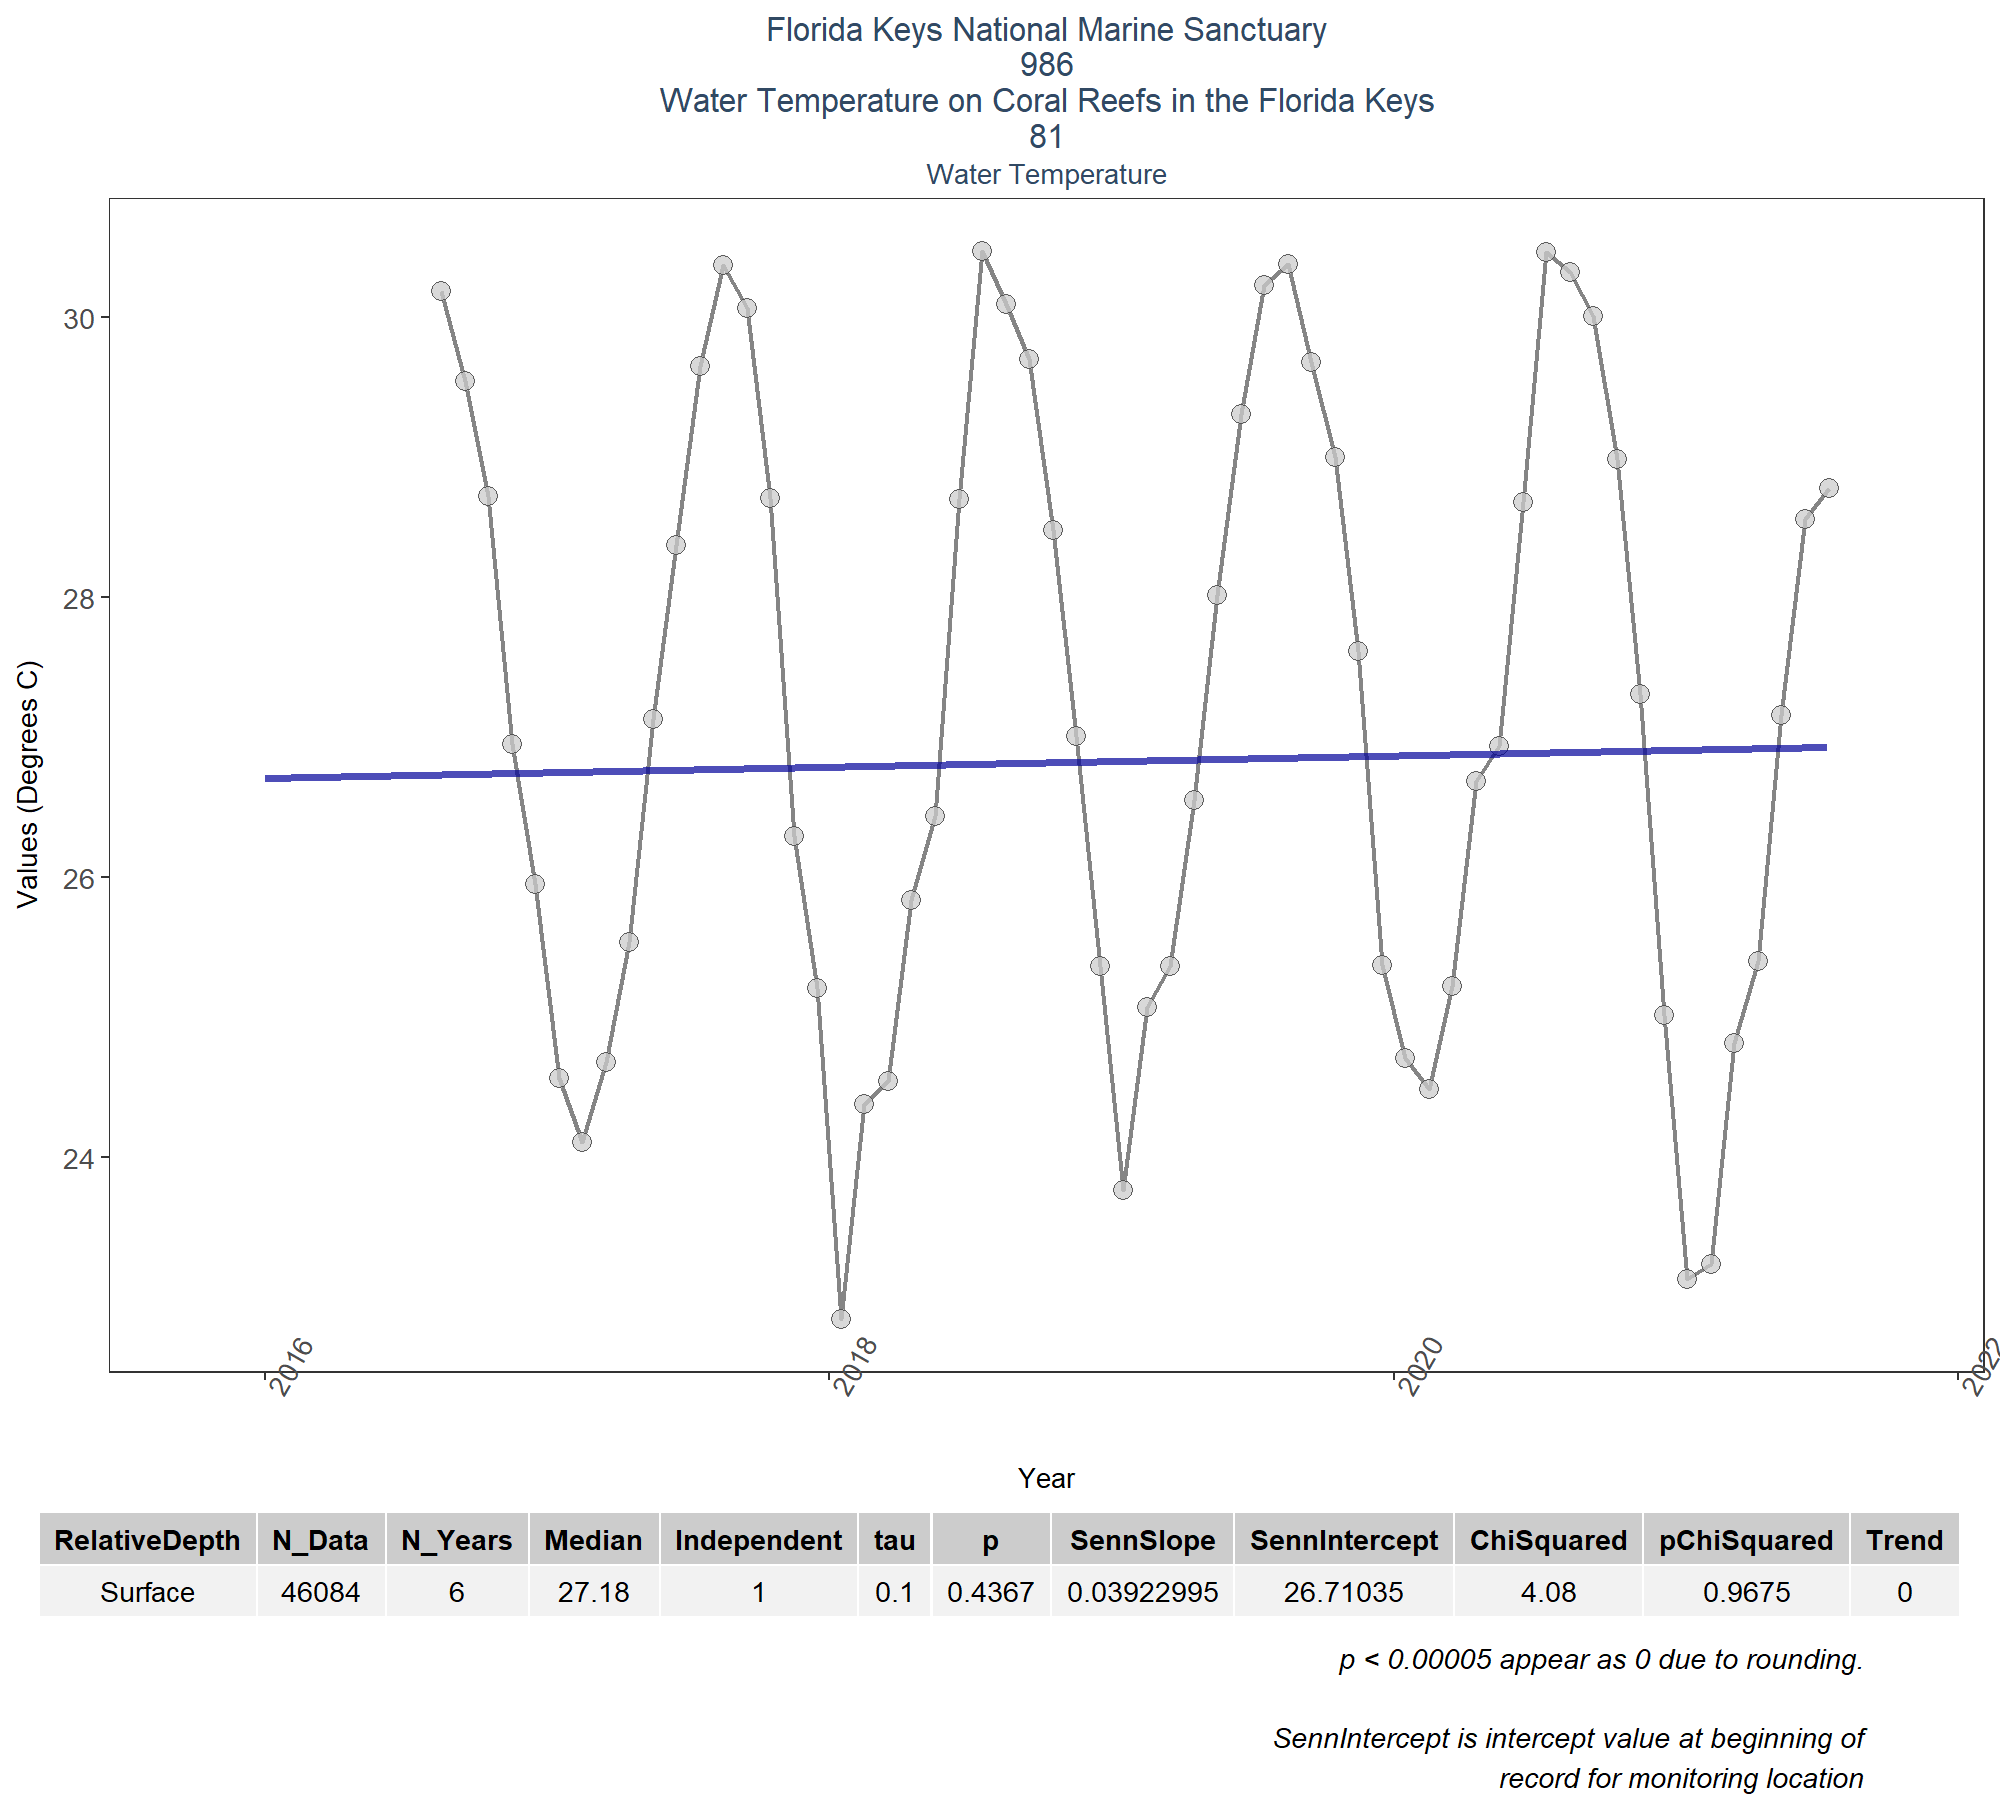 Florida Keys National Marine Sanctuary
986
Water Temperature on Coral Reefs in the Florida Keys
81
Water Temperature
30
28
26
24
Values (Degrees C)
2016
2018
2020
2022
Year
RelativeDepth N_Data N_Years Median Independent tau p SennSlope SennIntercept ChiSquared pChiSquared Trend
Surface 46084 6 27.18 1 0.1 0.4367 0.03922995 26.71035 4.08 0.9675 0
p < 0.00005 appear as 0 due to rounding.
SennIntercept is intercept value at beginning of
record for monitoring location